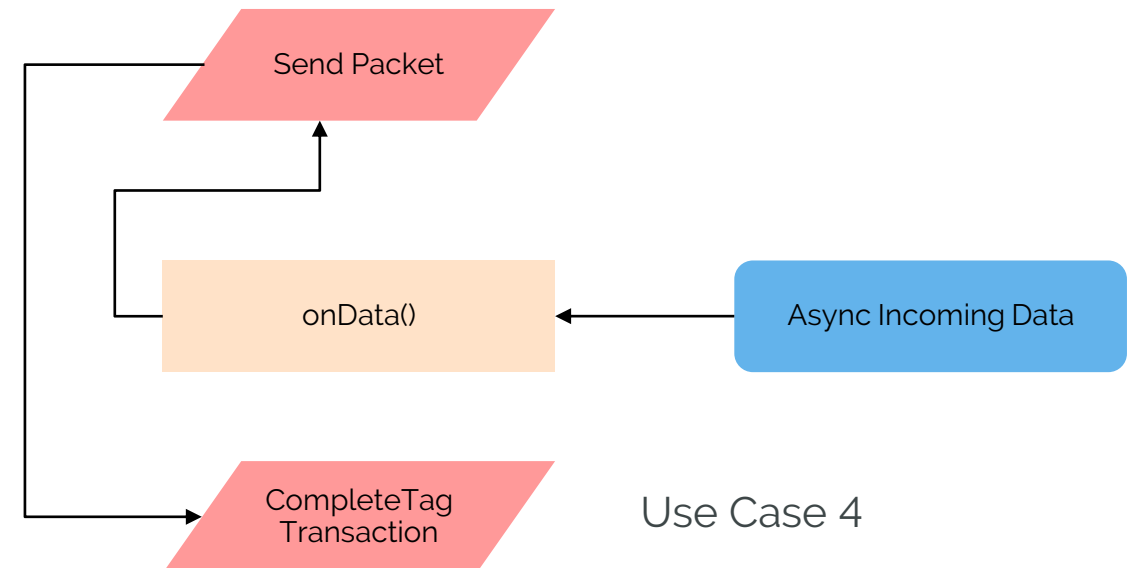 Send Packet
onData()
Async Incoming Data
CompleteTag
Transaction
Use Case 4